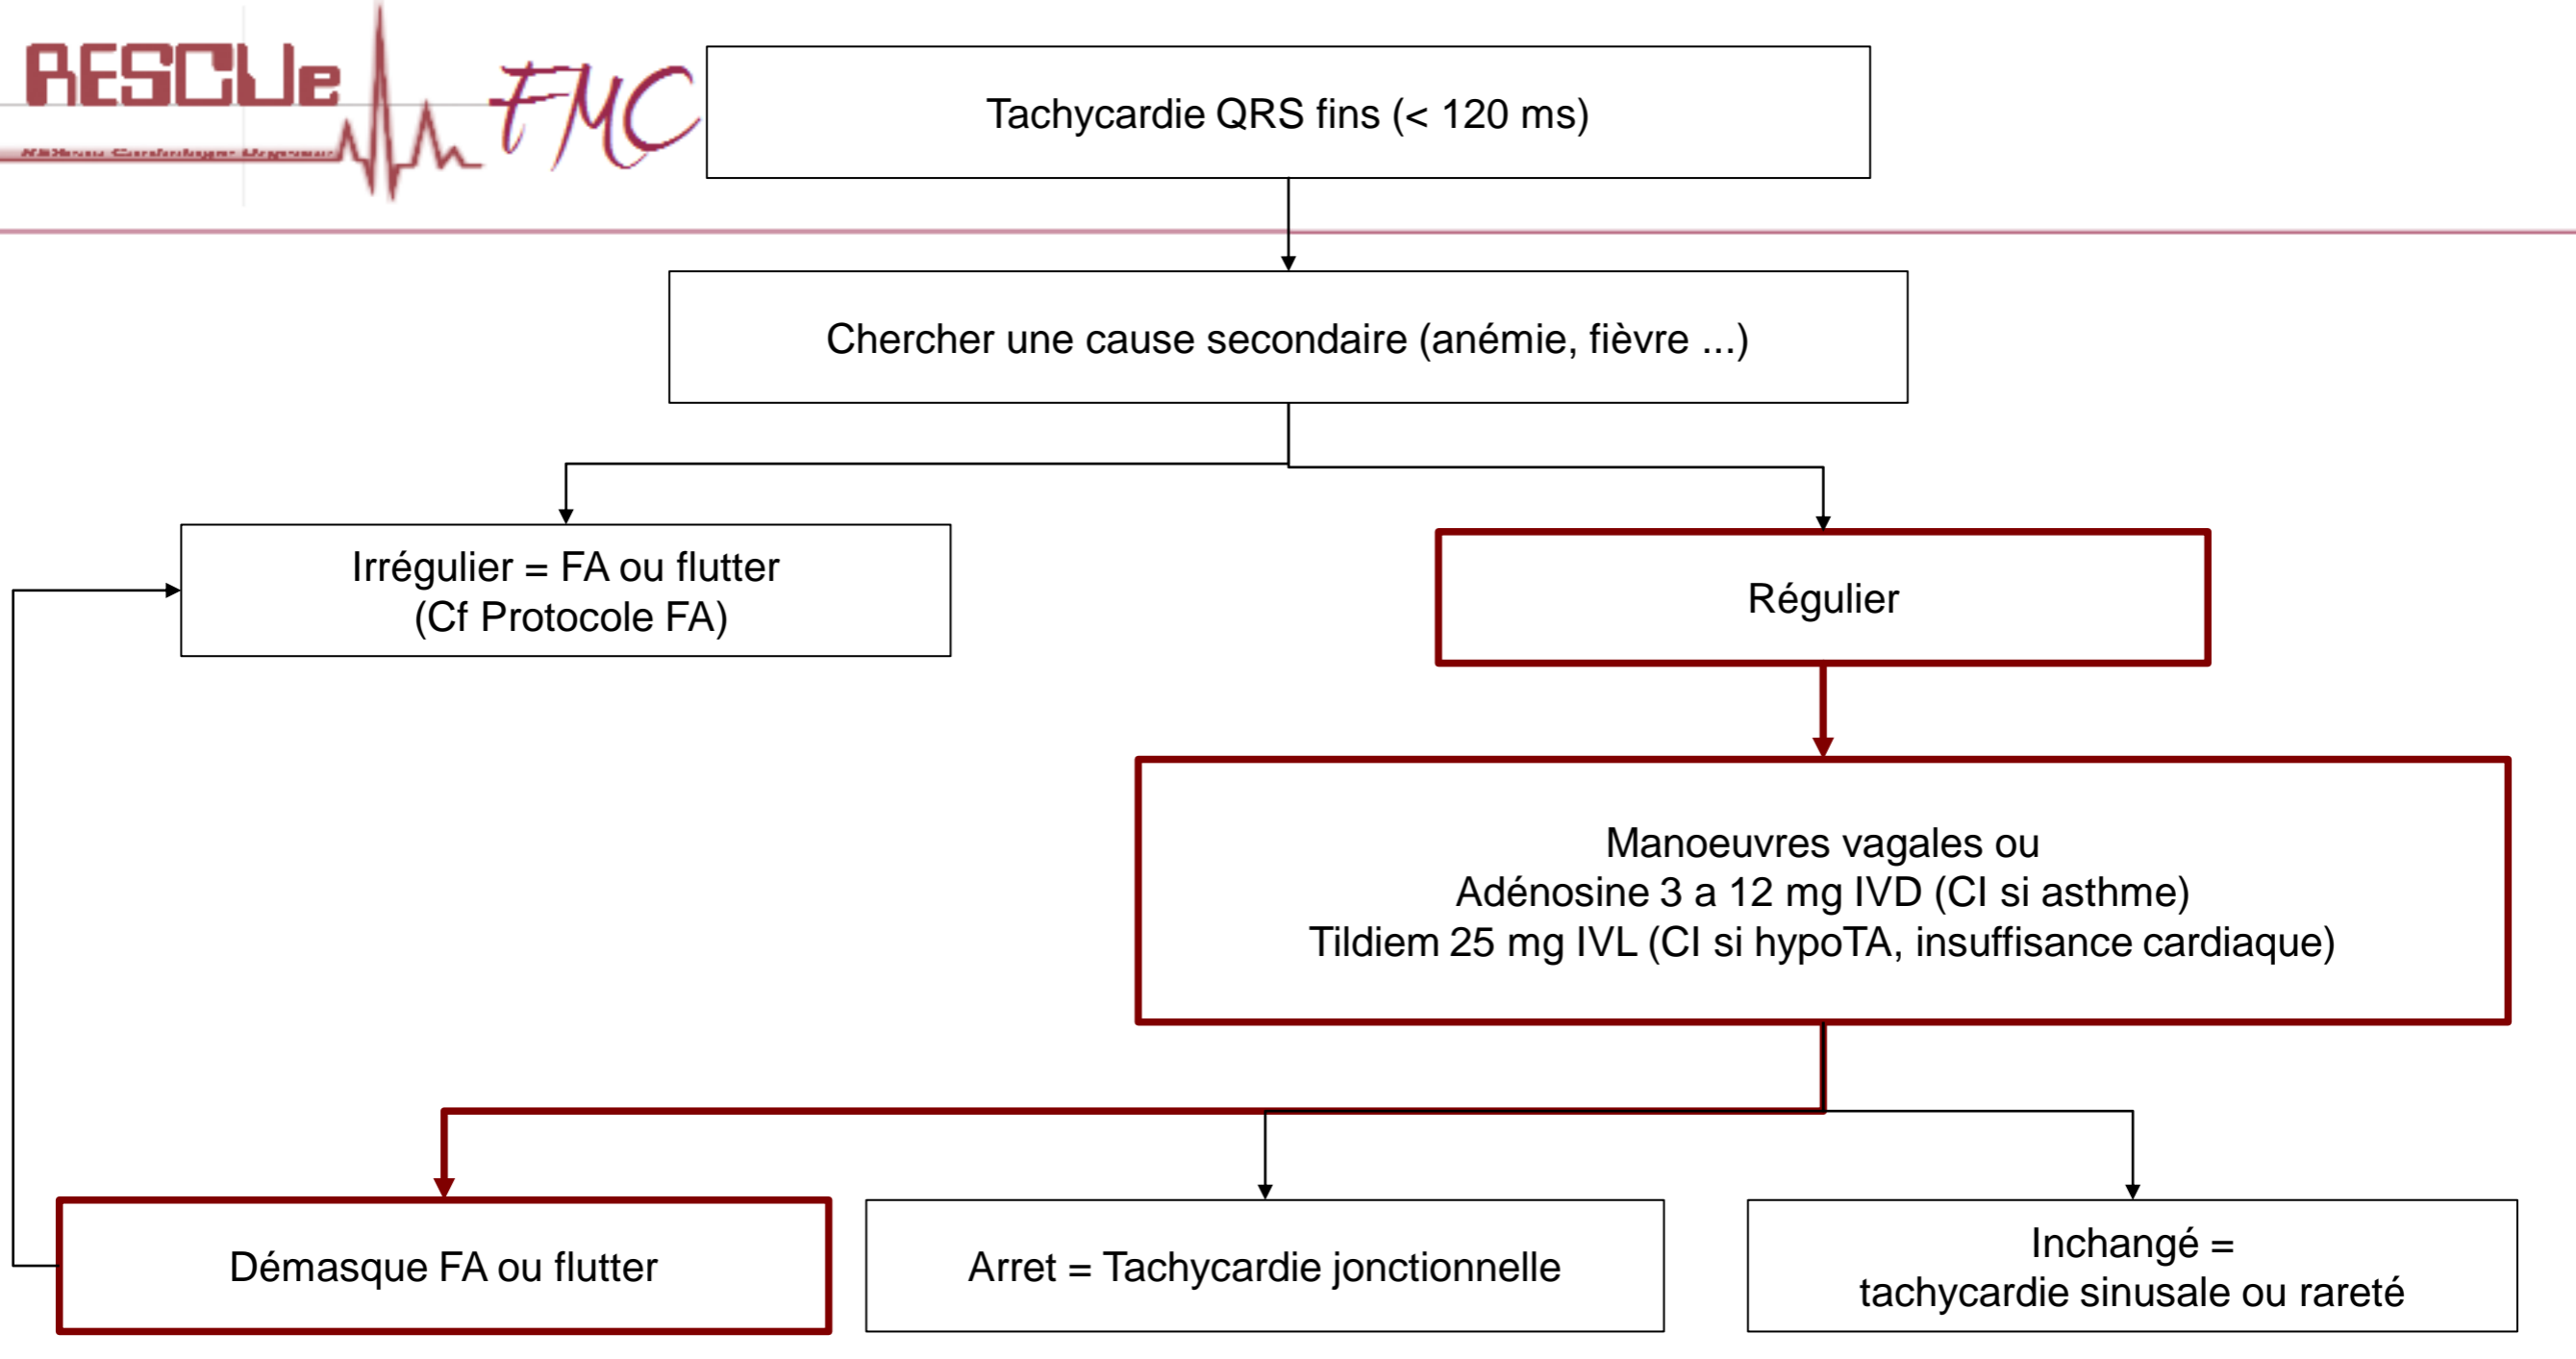 RESCUe
FMC
Tachycardie QRS fins (< 120 ms)
Chercher une cause secondaire (anémie, fièvre ...)
Irrégulier = FA ou flutter
(Cf Protocole FA)
Régulier
Manoeuvres vagales ou
Adénosine 3 a 12 mg IVD (CI si asthme)
Tildiem 25 mg IVL (CI si hypoTA, insuffisance cardiaque)
Démasque FA ou flutter
Arret = Tachycardie jonctionnelle
Inchangé =
tachycardie sinusale ou rareté